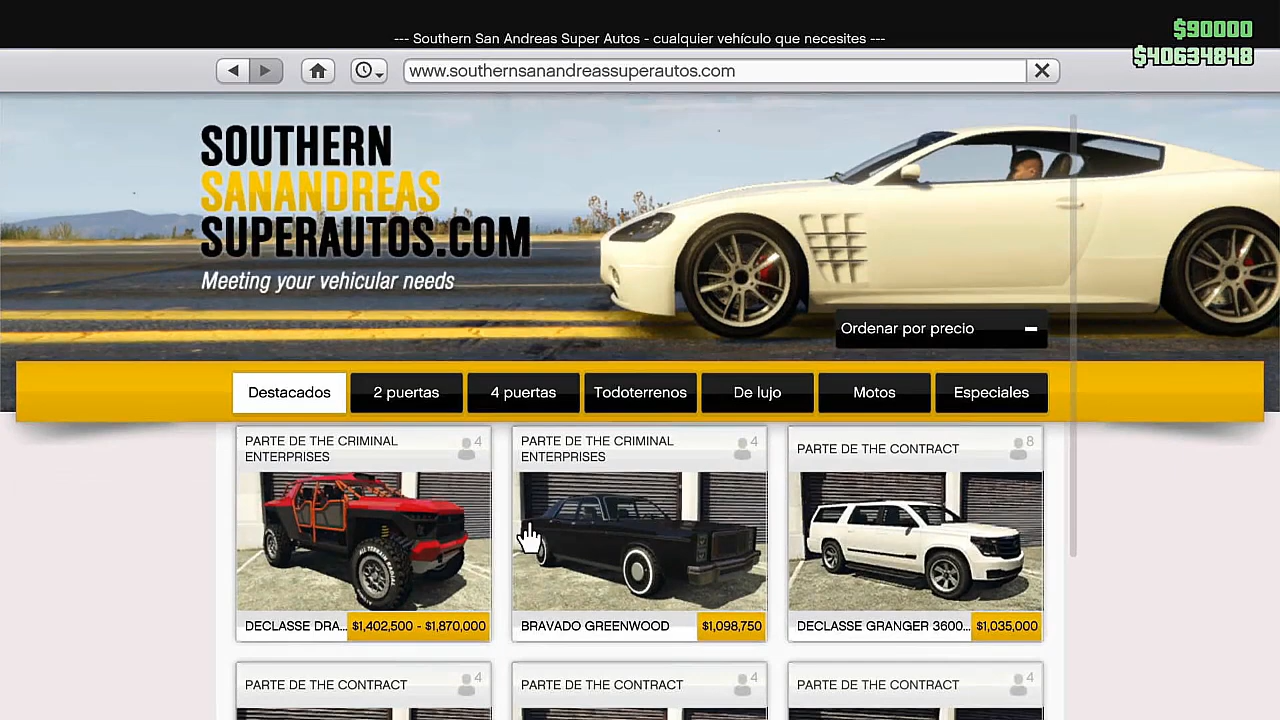 --- Southern San Andreas Super Autos - cualquier vehículo que necesites ---
$90000
$40634848
www.southernsanandreassuperautos.com
SOUTHERN
SANANDREAS
SUPERAUTOS.COM
Meeting your vehicular needs
Ordenar por precio
Destacados 2 puertas 4 puertas Todoterrenos De lujo Motos Especiales
PARTE DE THE CRIMINAL
ENTERPRISES
4
PARTE DE THE CRIMINAL
ENTERPRISES
4
PARTE DE THE CONTRACT
8
DECLASSE DRA... $1,402,500 - $1,870,000
BRAVADO GREENWOOD $1,098,750
DECLASSE GRANGER 3600... $1,035,000
PARTE DE THE CONTRACT 4
PARTE DE THE CONTRACT 4
PARTE DE THE CONTRACT 4